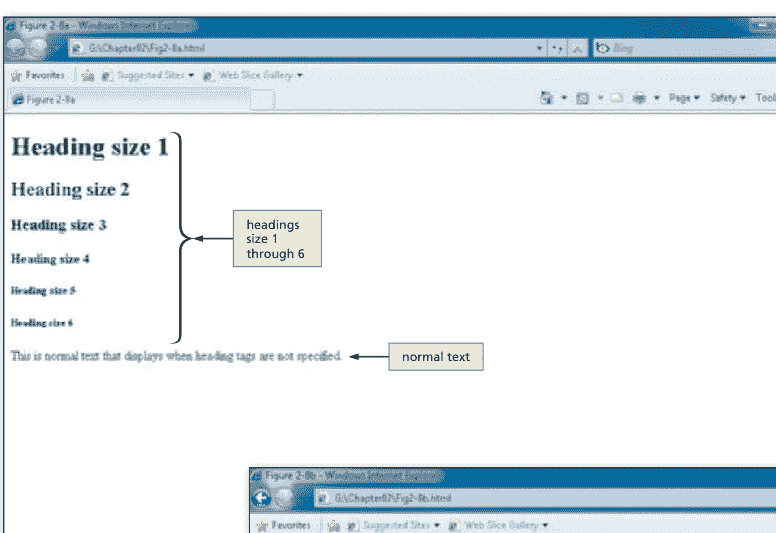 Figure 2-8a - Windows Internet Explorer
G:\Chapter02\Fig2-8a.html
Bing
Favorites Suggested Sites Web Slice Gallery
Figure 2-8a
Page Safety Tool
Heading size 1
Heading size 2
Heading size 3
Heading size 4
Heading size 5
Heading size 6
headings
size 1
through 6
This is normal text that displays when heading tags are not specified.
normal text
Figure 2-8b - Windows Internet Explorer
G:\Chapter02\Fig2-8b.html
Favorites Suggested Sites Web Slice Gallery